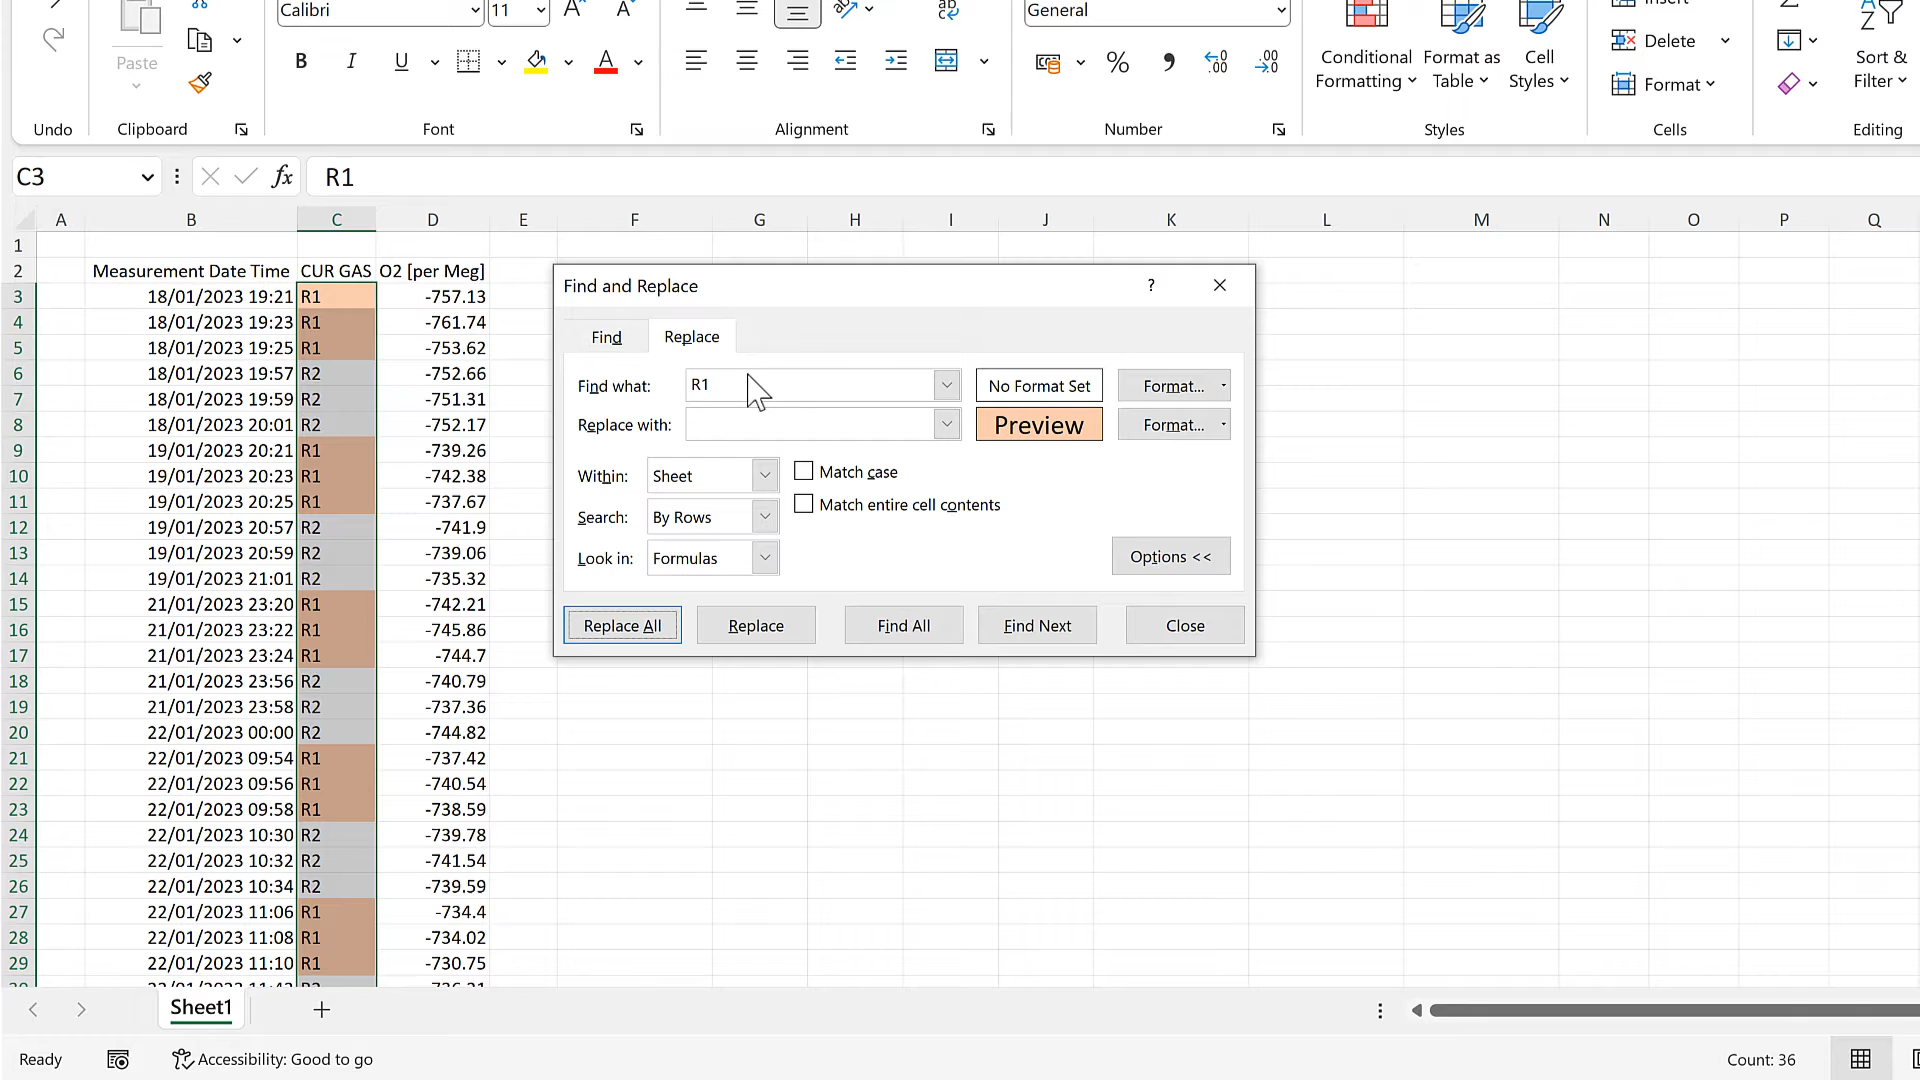 Calibri 11 General Insert
Paste B I U A % Conditional Formatting Format as Table Cell Styles Delete Format Sort & Filter
Undo Clipboard Font Alignment Number Styles Cells Editing
C3 fx R1
A B C D E F G H I J K L M N O P Q
1
2 Measurement Date Time CUR GAS O2 [per Meg]
3 18/01/2023 19:21 R1 -757.13
4 18/01/2023 19:23 R1 -761.74
5 18/01/2023 19:25 R1 -753.62
6 18/01/2023 19:57 R2 -752.66
7 18/01/2023 19:59 R2 -751.31
8 18/01/2023 20:01 R2 -752.17
9 19/01/2023 20:21 R1 -739.26
10 19/01/2023 20:23 R1 -742.38
11 19/01/2023 20:25 R1 -737.67
12 19/01/2023 20:57 R2 -741.9
13 19/01/2023 20:59 R2 -739.06
14 19/01/2023 21:01 R2 -735.32
15 21/01/2023 23:20 R1 -742.21
16 21/01/2023 23:22 R1 -745.86
17 21/01/2023 23:24 R1 -744.7
18 21/01/2023 23:56 R2 -740.79
19 21/01/2023 23:58 R2 -737.36
20 22/01/2023 00:00 R2 -744.82
21 22/01/2023 09:54 R1 -737.42
22 22/01/2023 09:56 R1 -740.54
23 22/01/2023 09:58 R1 -738.59
24 22/01/2023 10:30 R2 -739.78
25 22/01/2023 10:32 R2 -741.54
26 22/01/2023 10:34 R2 -739.59
27 22/01/2023 11:06 R1 -734.4
28 22/01/2023 11:08 R1 -734.02
29 22/01/2023 11:10 R1 -730.75
Find and Replace ?
Find Replace
Find what: R1 No Format Set Format...
Replace with: Preview Format...
Within: Sheet Match case
Match entire cell contents
Search: By Rows
Look in: Formulas Options <<
Replace All Replace Find All Find Next Close
Sheet1
Ready Accessibility: Good to go Count: 36